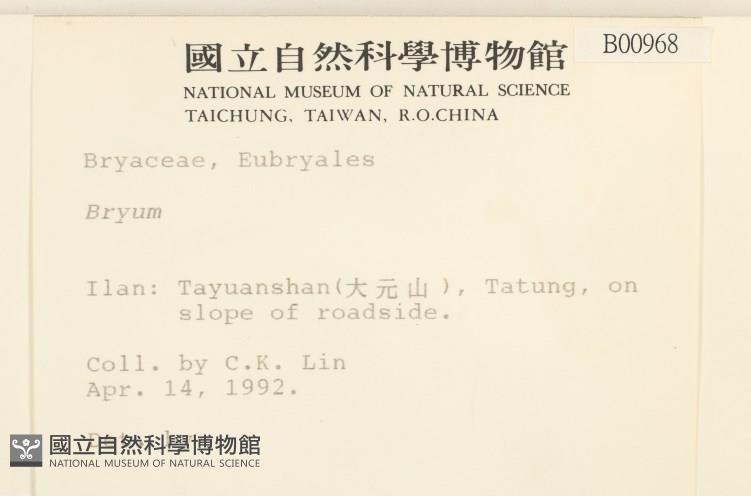 國立自然科學博物館
B00968
NATIONAL MUSEUM OF NATURAL SCIENCE
TAICHUNG, TAIWAN, R.O.CHINA
Bryaceae, Eubryales
Bryum
Ilan: Tayuanshan(大元山), Tatung, on
slope of roadside.
Coll. by C.K. Lin
Apr. 14, 1992.
國立自然科學博物館
NATIONAL MUSEUM OF NATURAL SCIENCE